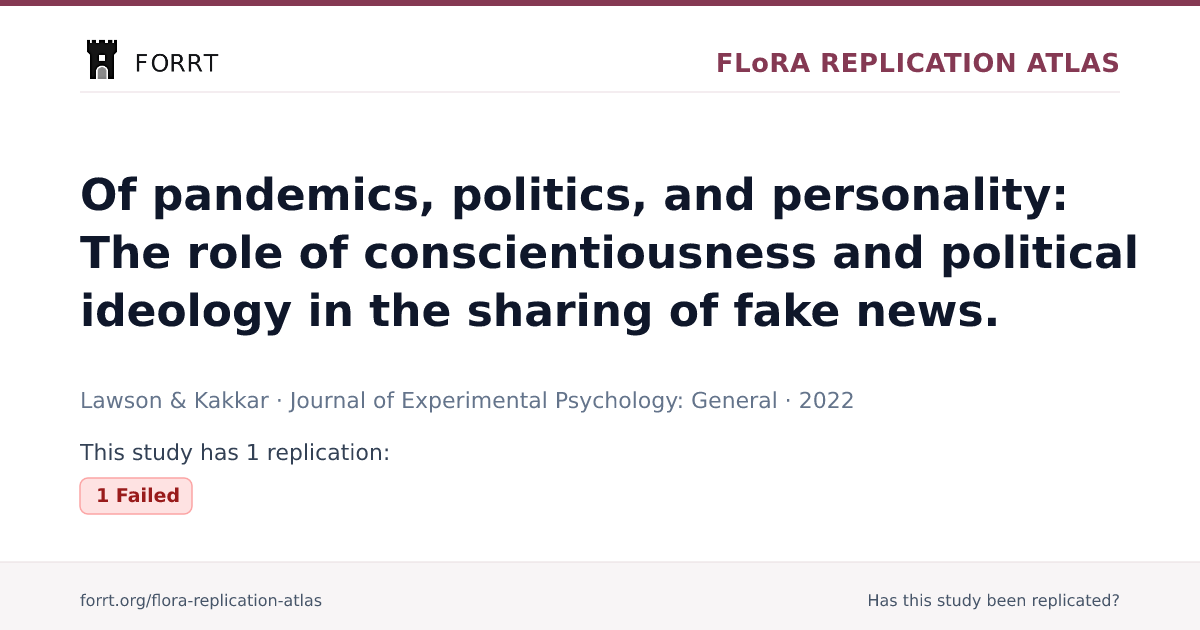 FORRT
FLoRA REPLICATION ATLAS
Of pandemics, politics, and personality:
The role of conscientiousness and political
ideology in the sharing of fake news.
Lawson & Kakkar · Journal of Experimental Psychology: General · 2022
This study has 1 replication:
1 Failed
forrt.org/flora-replication-atlas
Has this study been replicated?